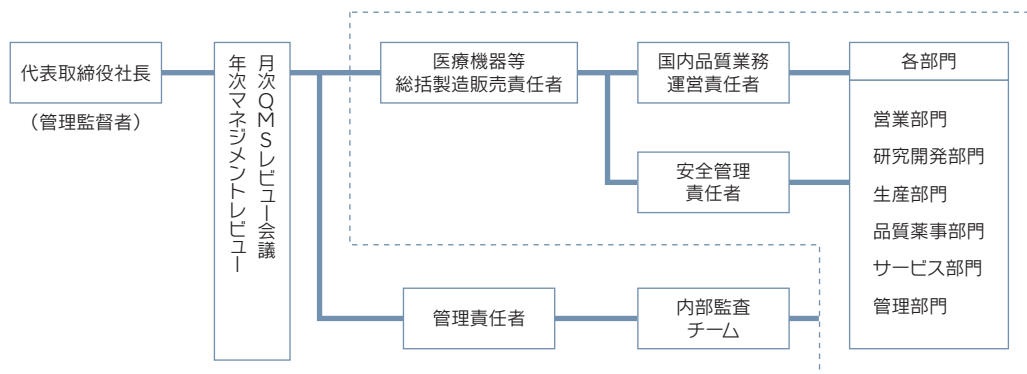 代表取締役社長
（管理監督者）
月次QMSレビュー会議
年次マネジメントレビュー
医療機器等
総括製造販売責任者
国内品質業務
運営責任者
安全管理
責任者
管理責任者
内部監査
チーム
各部門
営業部門
研究開発部門
生産部門
品質薬事部門
サービス部門
管理部門